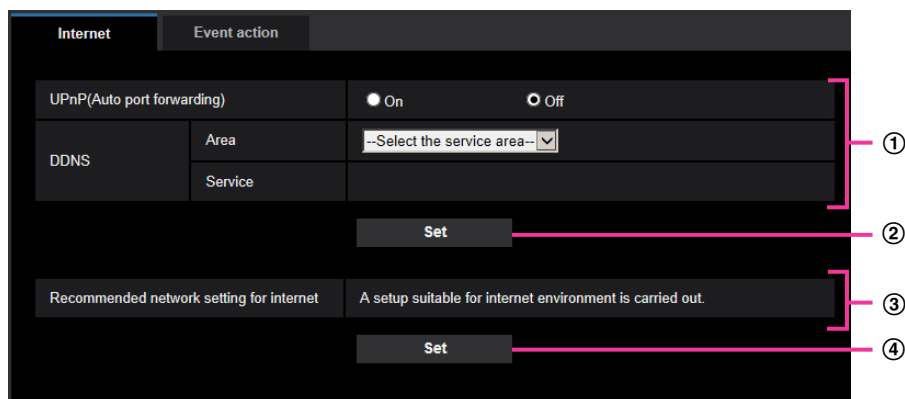 Internet Event action
UPnP(Auto port forwarding) On Off
DDNS Area --Select the service area--
Service
①
Set
②
Recommended network setting for internet A setup suitable for internet environment is carried out.
③
Set
④